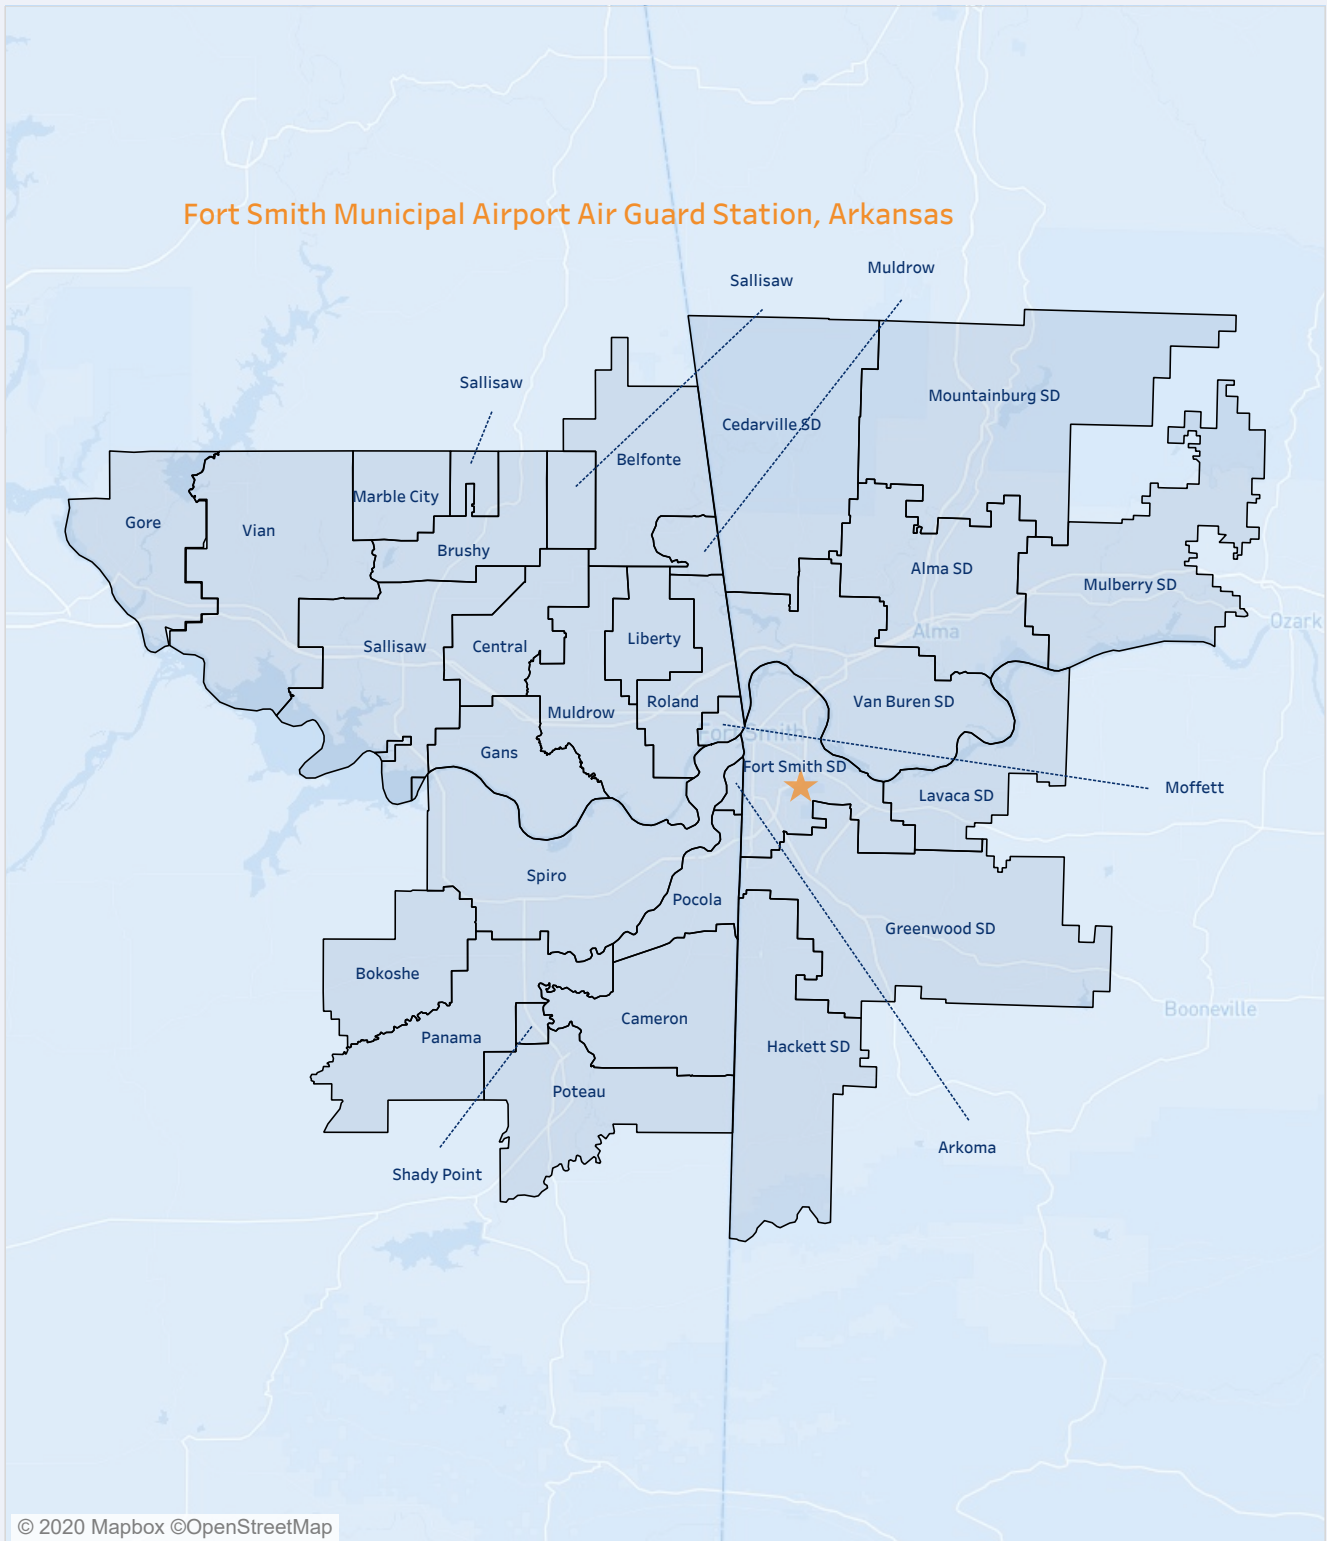 Fort Smith Municipal Airport Air Guard Station, Arkansas
Muldrow
Sallisaw
Sallisaw
Mountainburg SD
Cedarville SD
Belfonte
Marble City
Gore
Vian
Brushy
Alma SD
Mulberry SD
Ozark
Alma
Liberty
Sallisaw
Central
Roland
Van Buren SD
Muldrow
Fort Smith
Gans
Fort Smith SD
Moffett
Lavaca SD
Spiro
Pocola
Greenwood SD
Bokoshe
Booneville
Cameron
Panama
Hackett SD
Poteau
Arkoma
Shady Point
© 2020 Mapbox ©OpenStreetMap